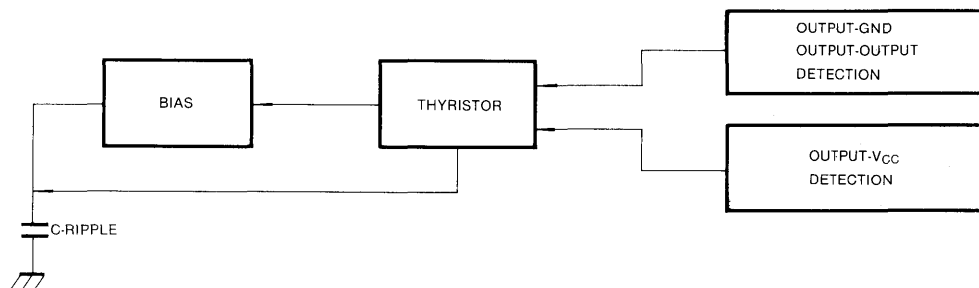 OUTPUT-GND
OUTPUT-OUTPUT
DETECTION
BIAS
THYRISTOR
OUTPUT-VCC
DETECTION
C-RIPPLE